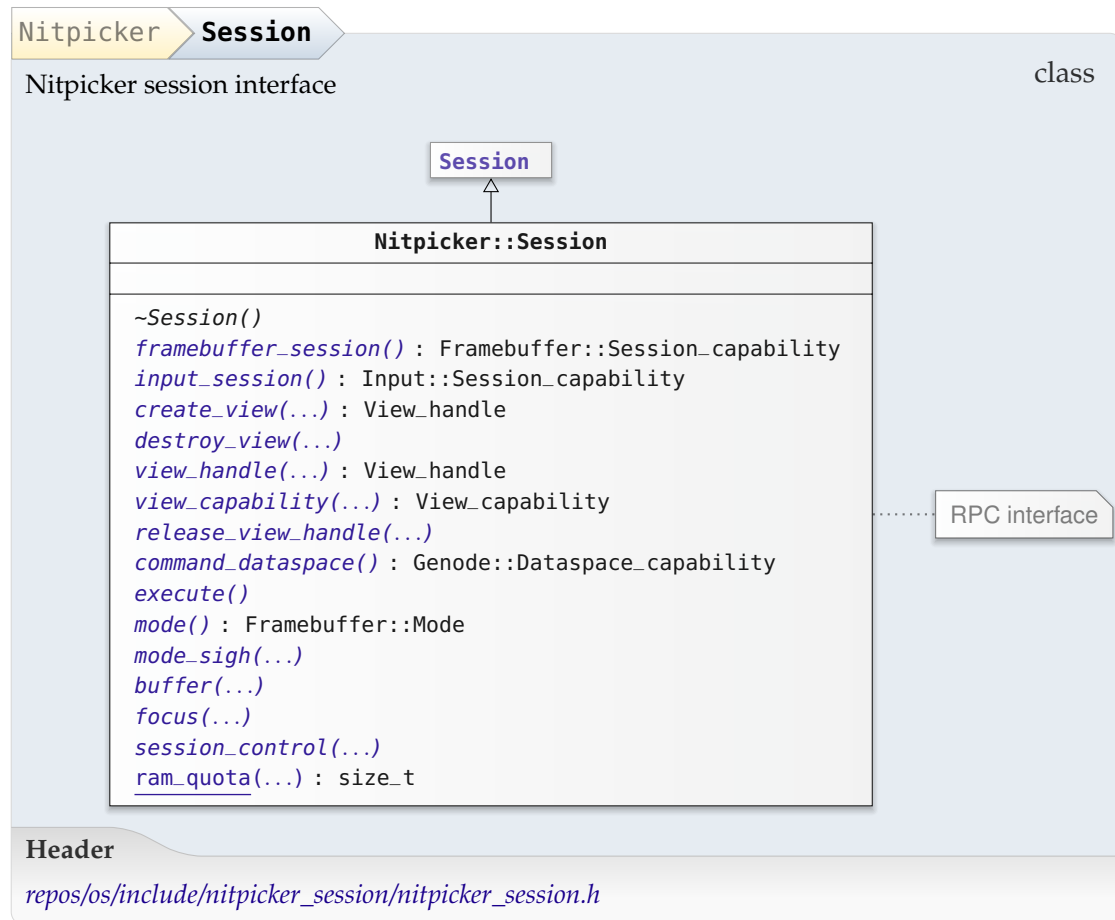 Nitpicker Session
Nitpicker session interface
class
Session
Nitpicker::Session
~Session()
framebuffer_session() : Framebuffer::Session_capability
input_session() : Input::Session_capability
create_view(...) : View_handle
destroy_view(...)
view_handle(...) : View_handle
view_capability(...) : View_capability
release_view_handle(...)
command_dataspace() : Genode::Dataspace_capability
execute()
mode() : Framebuffer::Mode
mode_sigh(...)
buffer(...)
focus(...)
session_control(...)
ram_quota(...) : size_t
RPC interface
Header
repos/os/include/nitpicker_session/nitpicker_session.h